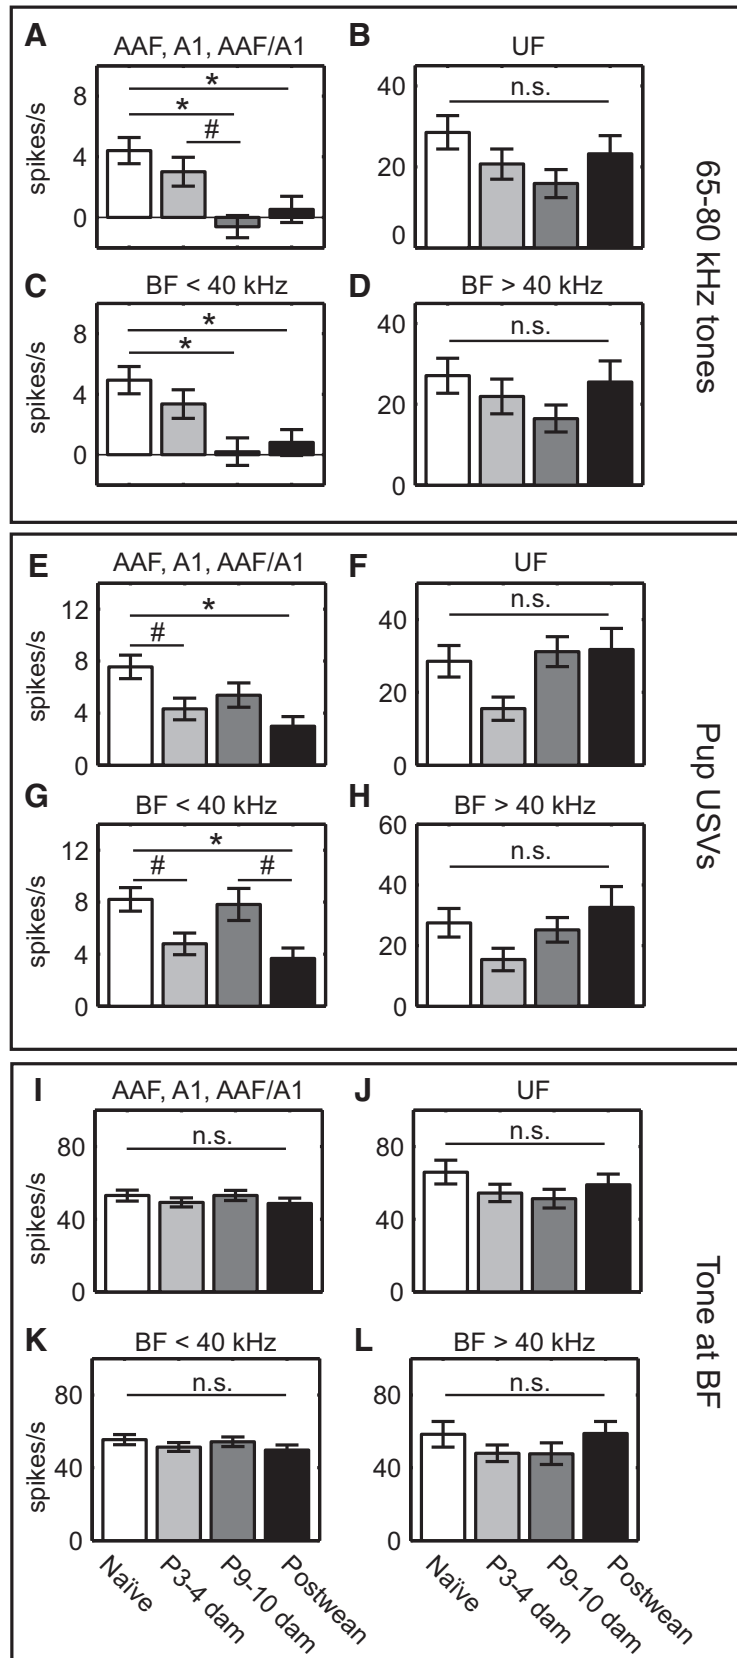 A AAF, A1, AAF/A1
B UF
spikes/s
8
4
0
*
*
#
40
20
0
n.s.
65-80 kHz tones
C BF < 40 kHz
D BF > 40 kHz
spikes/s
8
4
0
*
*
40
20
0
n.s.
E AAF, A1, AAF/A1
F UF
spikes/s
12
8
4
0
*
#
40
20
0
n.s.
Pup USVs
G BF < 40 kHz
H BF > 40 kHz
spikes/s
12
8
4
0
*
# #
60
40
20
0
n.s.
I AAF, A1, AAF/A1
J UF
spikes/s
80
40
0
n.s.
80
40
0
n.s.
Tone at BF
K BF < 40 kHz
L BF > 40 kHz
spikes/s
80
40
0
n.s.
80
40
0
n.s.
Naïve
P3-4 dam
P9-10 dam
Postwean
Naïve
P3-4 dam
P9-10 dam
Postwean